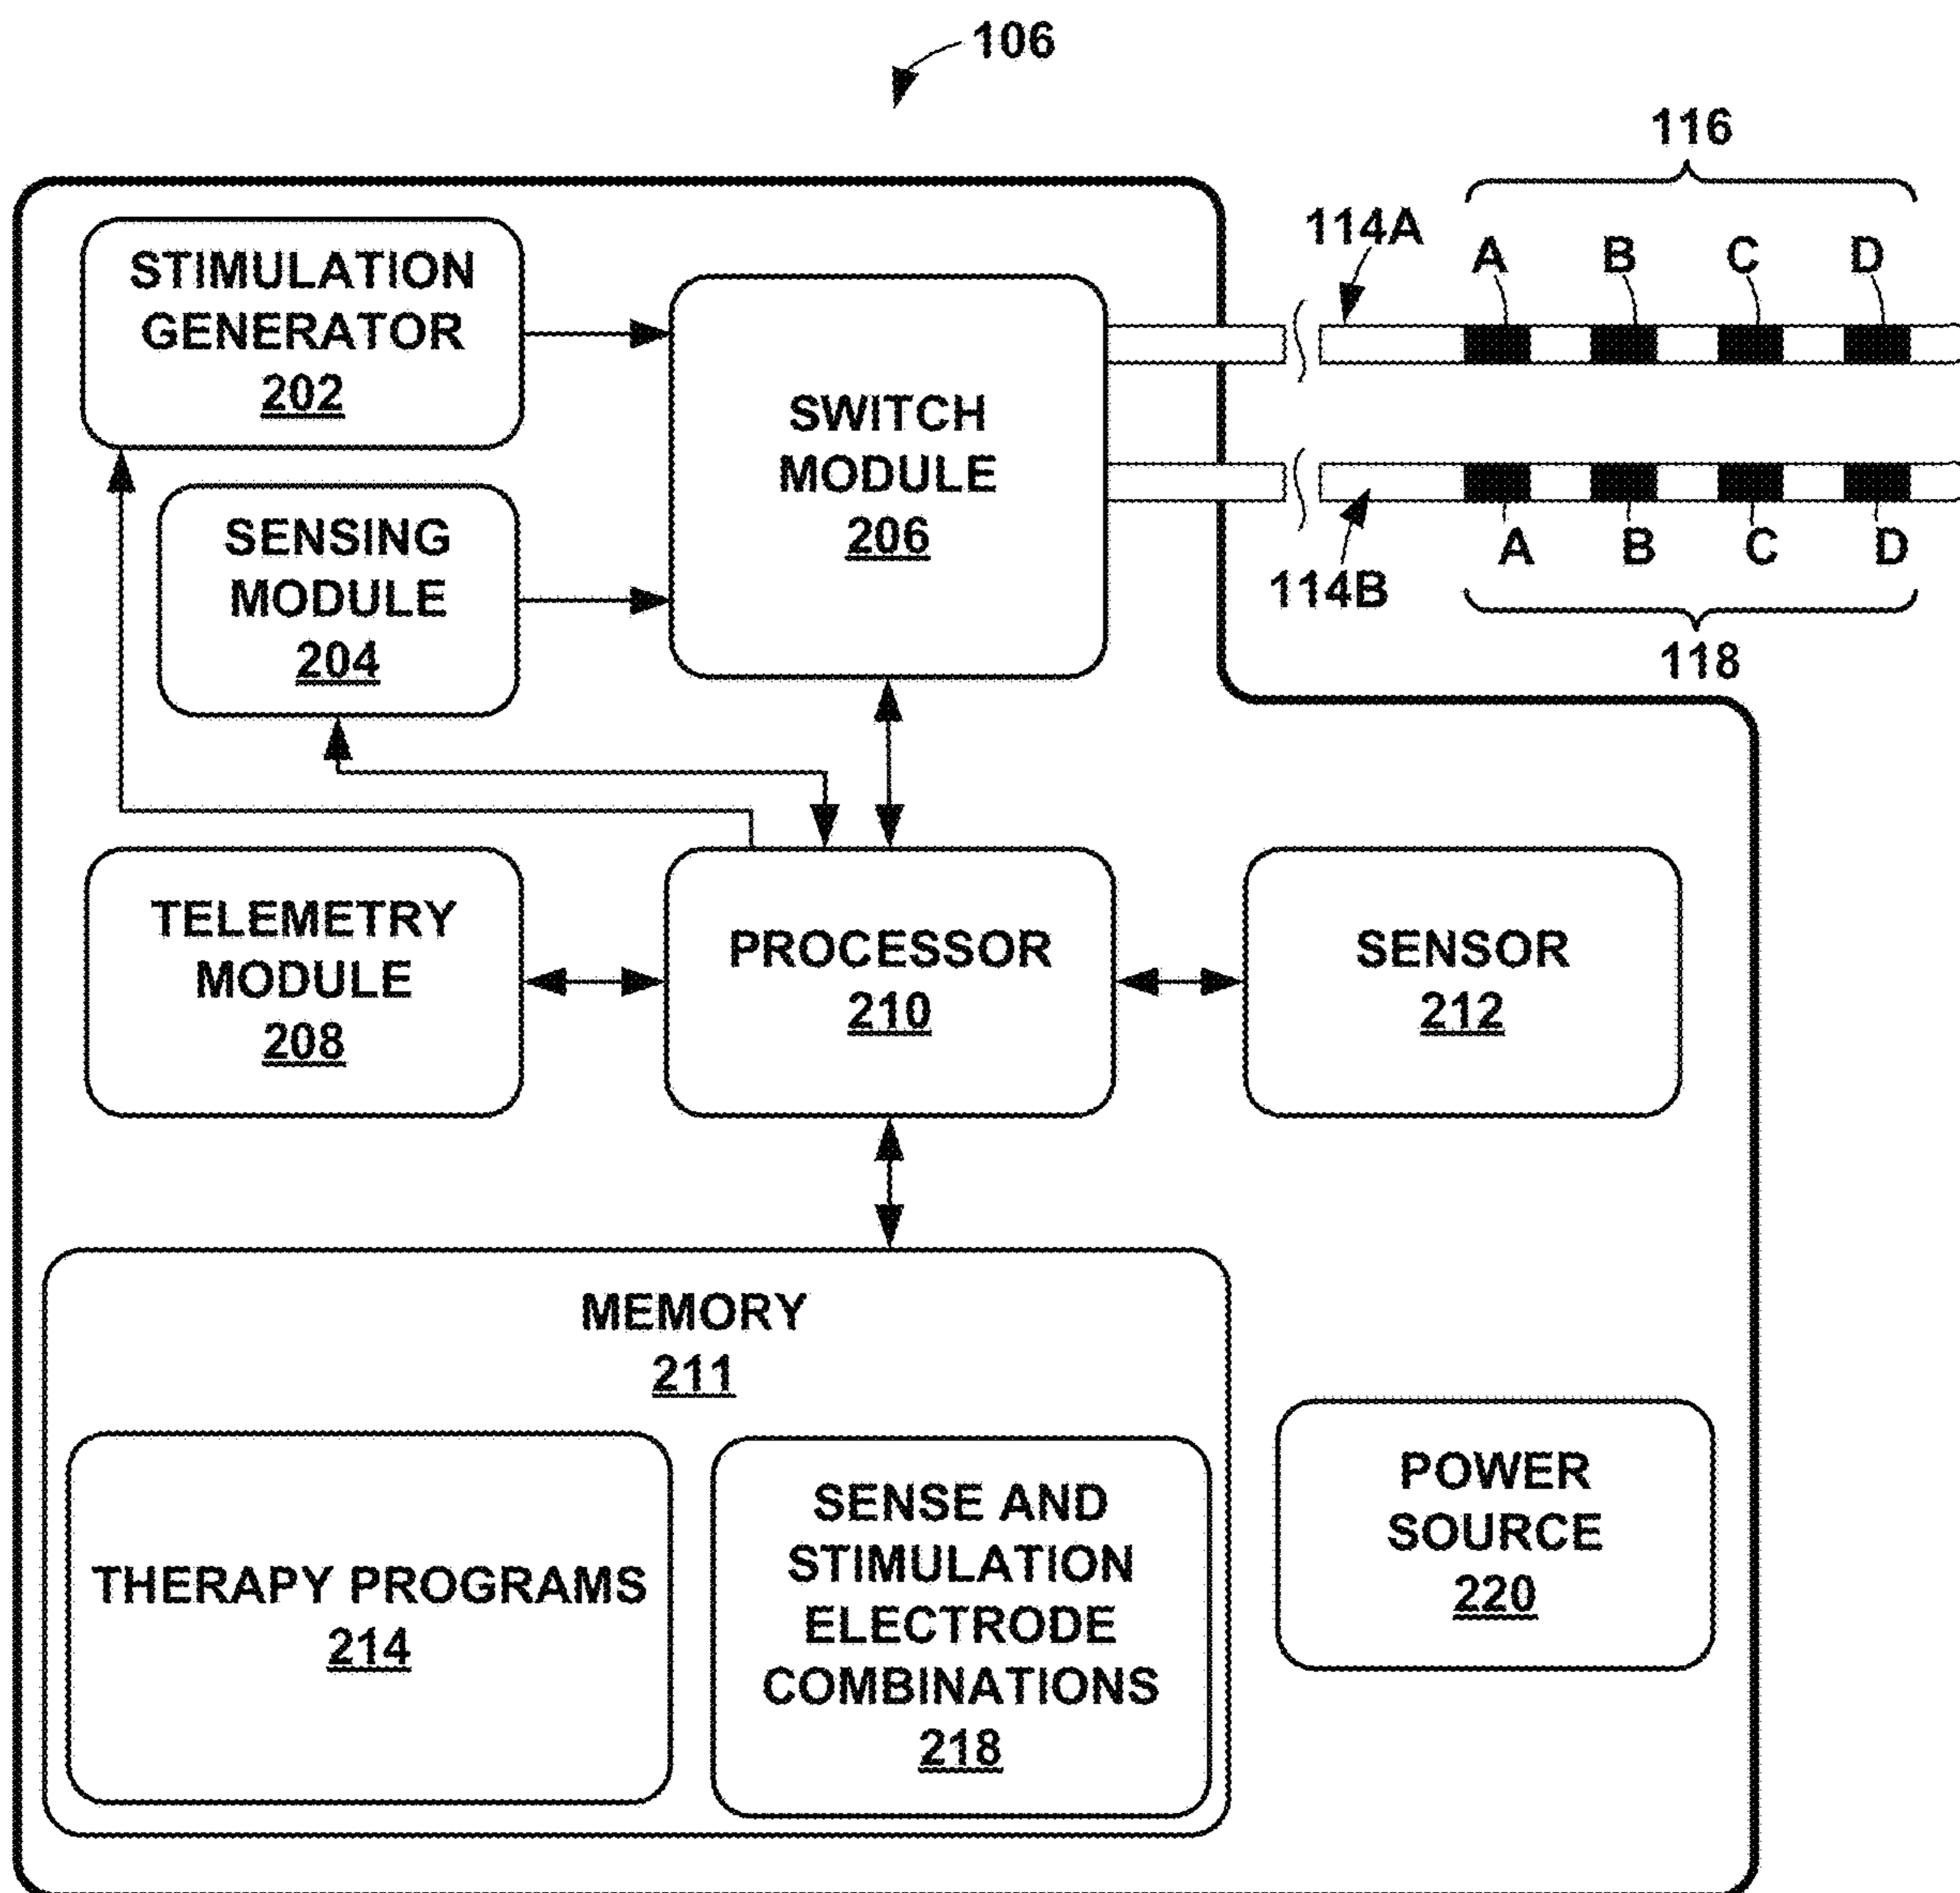 106
116
114A
A B C D
STIMULATION
GENERATOR
202
SWITCH
MODULE
206
SENSING
MODULE
204
A B C D
114B
118
TELEMETRY
MODULE
208
PROCESSOR
210
SENSOR
212
MEMORY
211
THERAPY PROGRAMS
214
SENSE AND
STIMULATION
ELECTRODE
COMBINATIONS
218
POWER
SOURCE
220